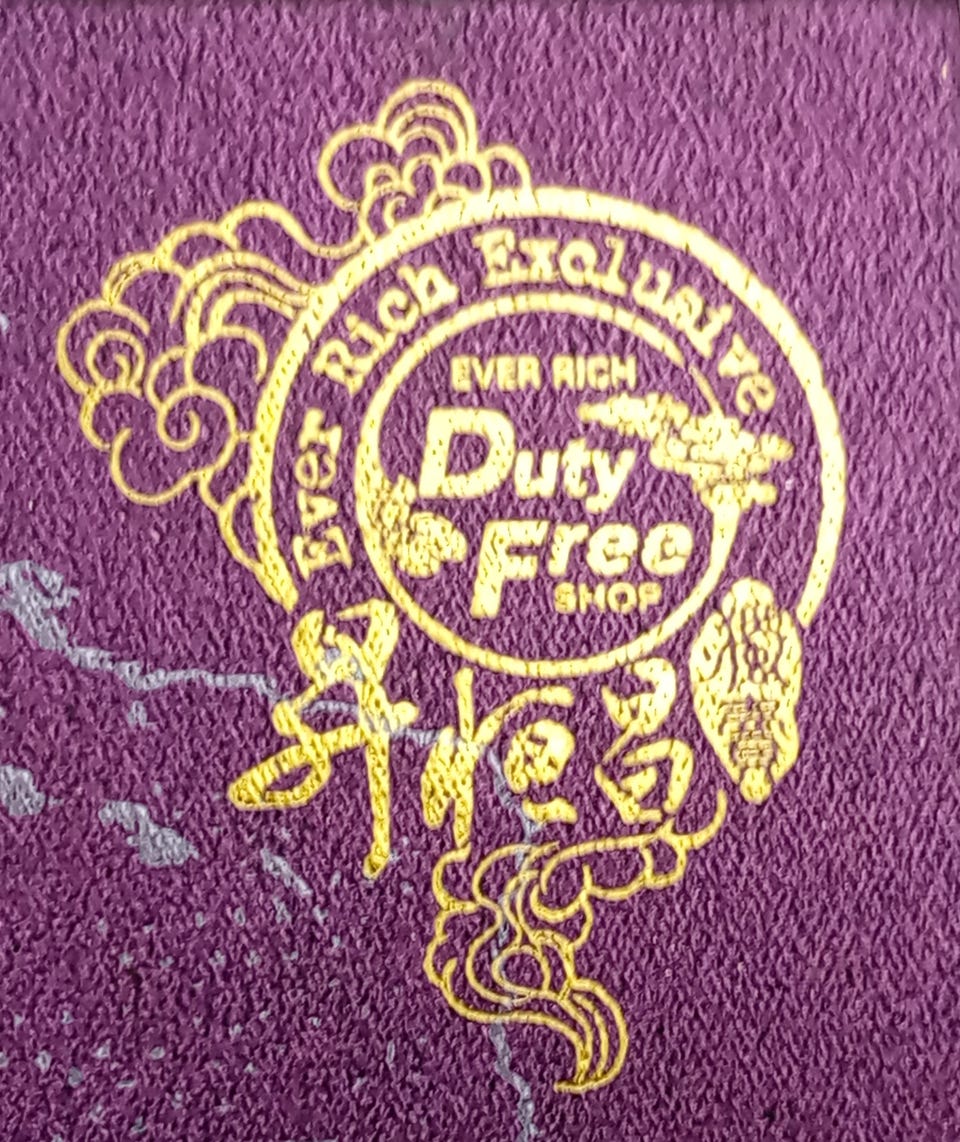 Ever Rich Exclusive
EVER RICH
Duty
Free
SHOP
昇恆昌